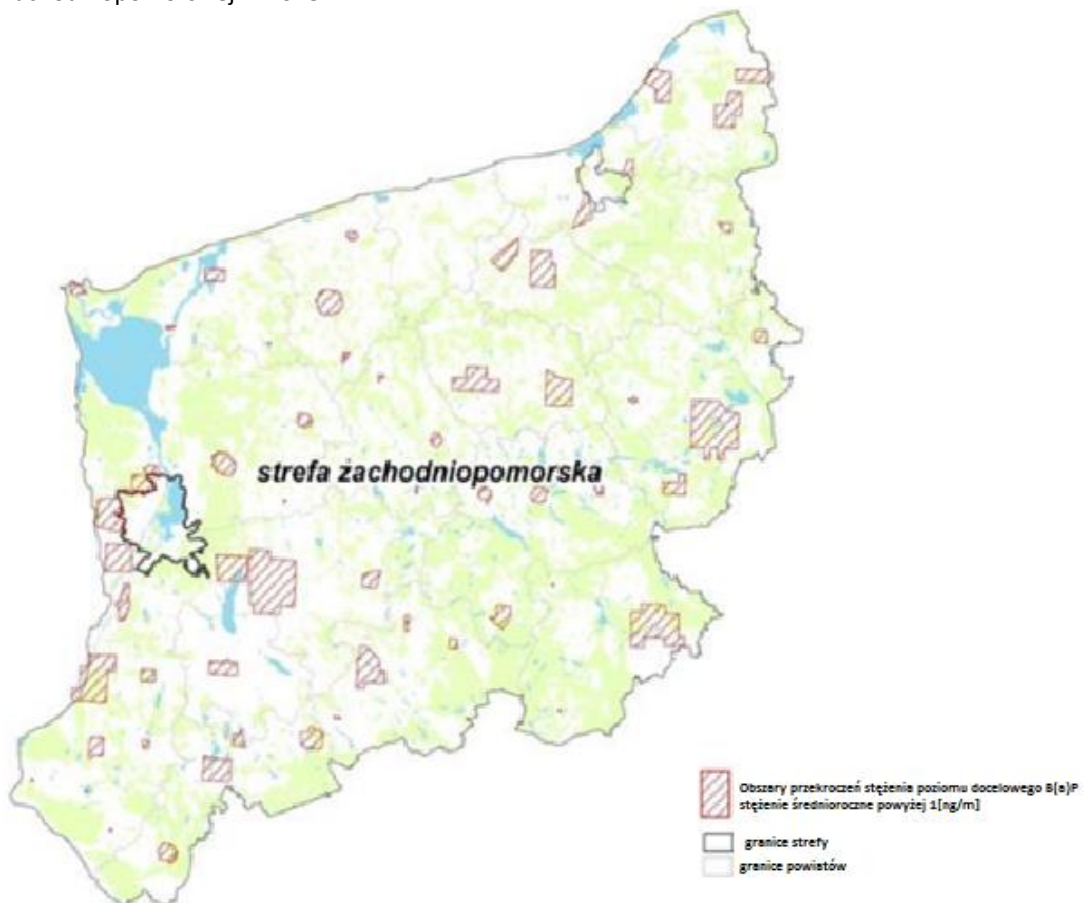 strefa zachodniopomorska
Obszary przekroczeń stężenia poziomu docelowego B(a)P
stężenie średnioroczne powyżej 1[ng/m]
granice strefy
granice powiatów